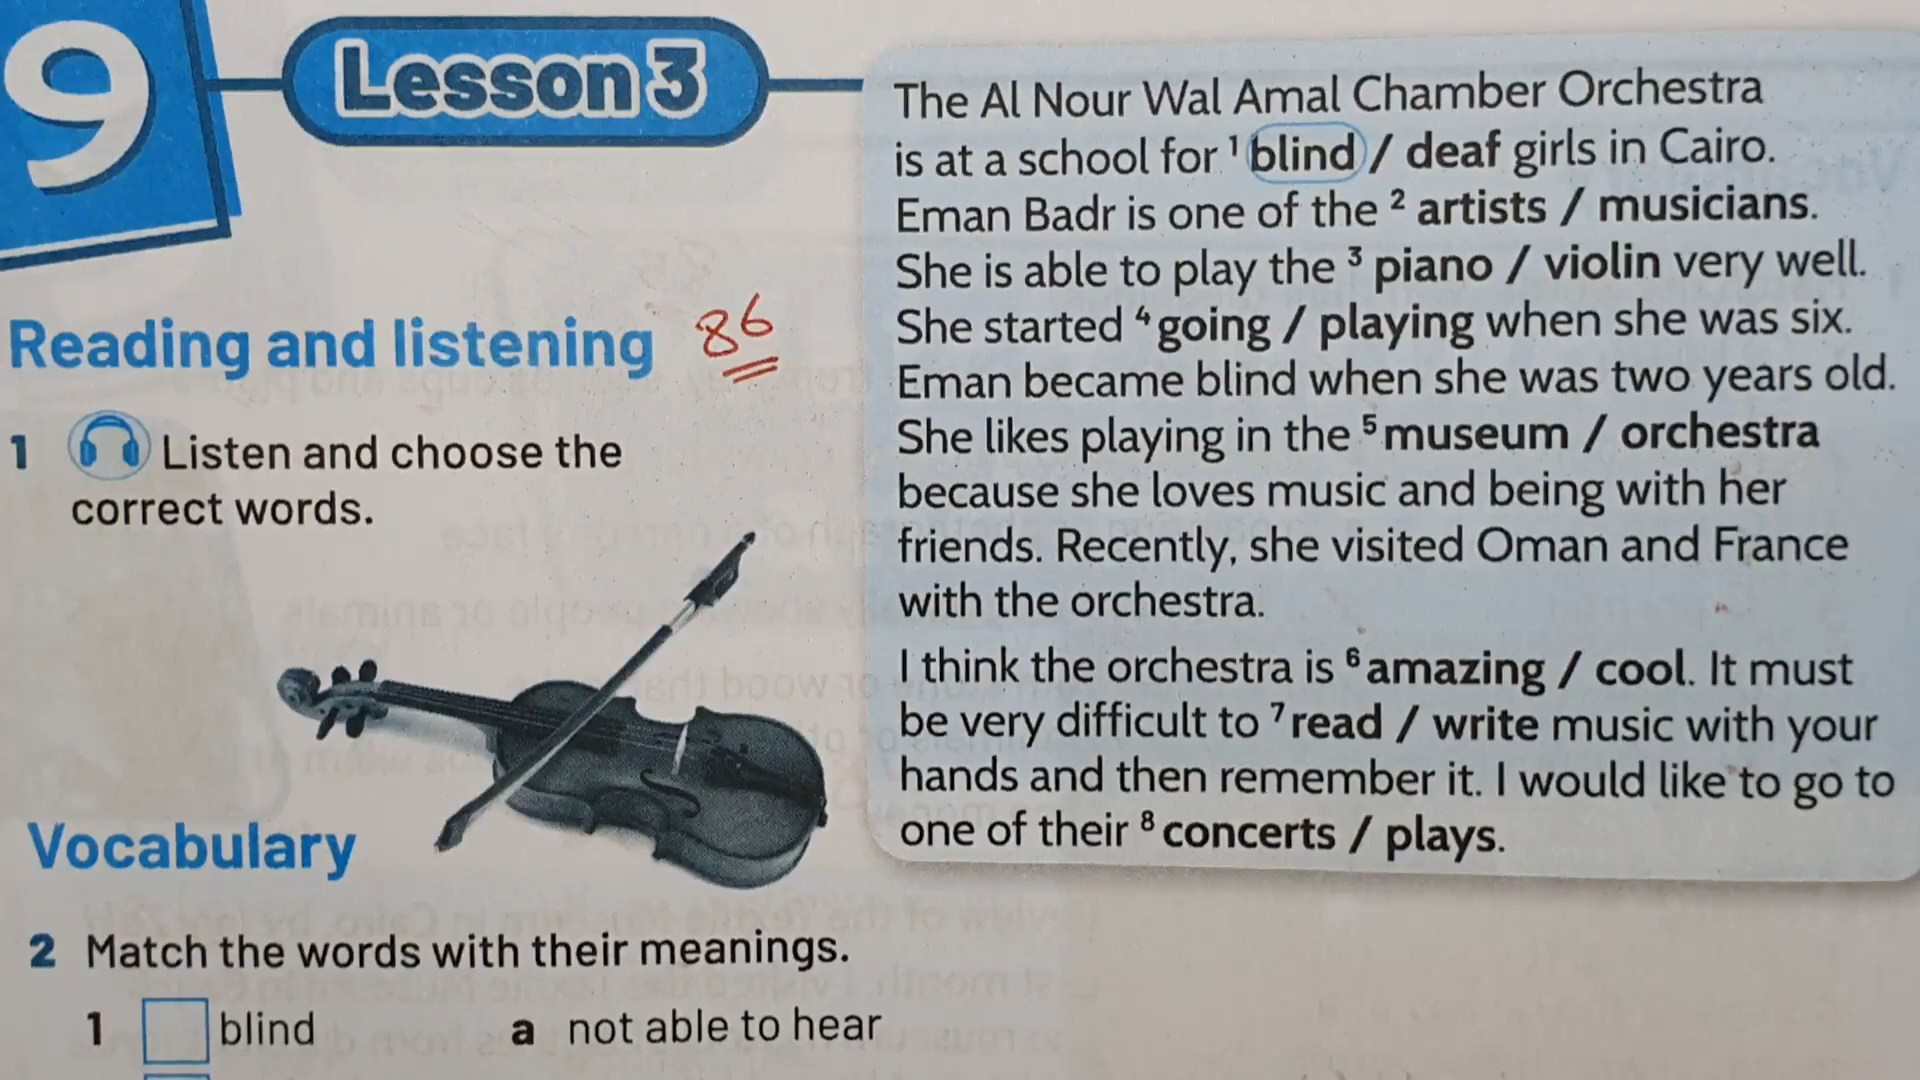 9
Lesson 3
Reading and listening 86
1 Listen and choose the
correct words.
The Al Nour Wal Amal Chamber Orchestra
is at a school for ¹ blind / deaf girls in Cairo.
Eman Badr is one of the ² artists / musicians.
She is able to play the ³ piano / violin very well.
She started ⁴ going / playing when she was six.
Eman became blind when she was two years old.
She likes playing in the ⁵ museum / orchestra
because she loves music and being with her
friends. Recently, she visited Oman and France
with the orchestra.
I think the orchestra is ⁶ amazing / cool. It must
be very difficult to ⁷ read / write music with your
hands and then remember it. I would like to go to
one of their ⁸ concerts / plays.
Vocabulary
2 Match the words with their meanings.
1 blind a not able to hear